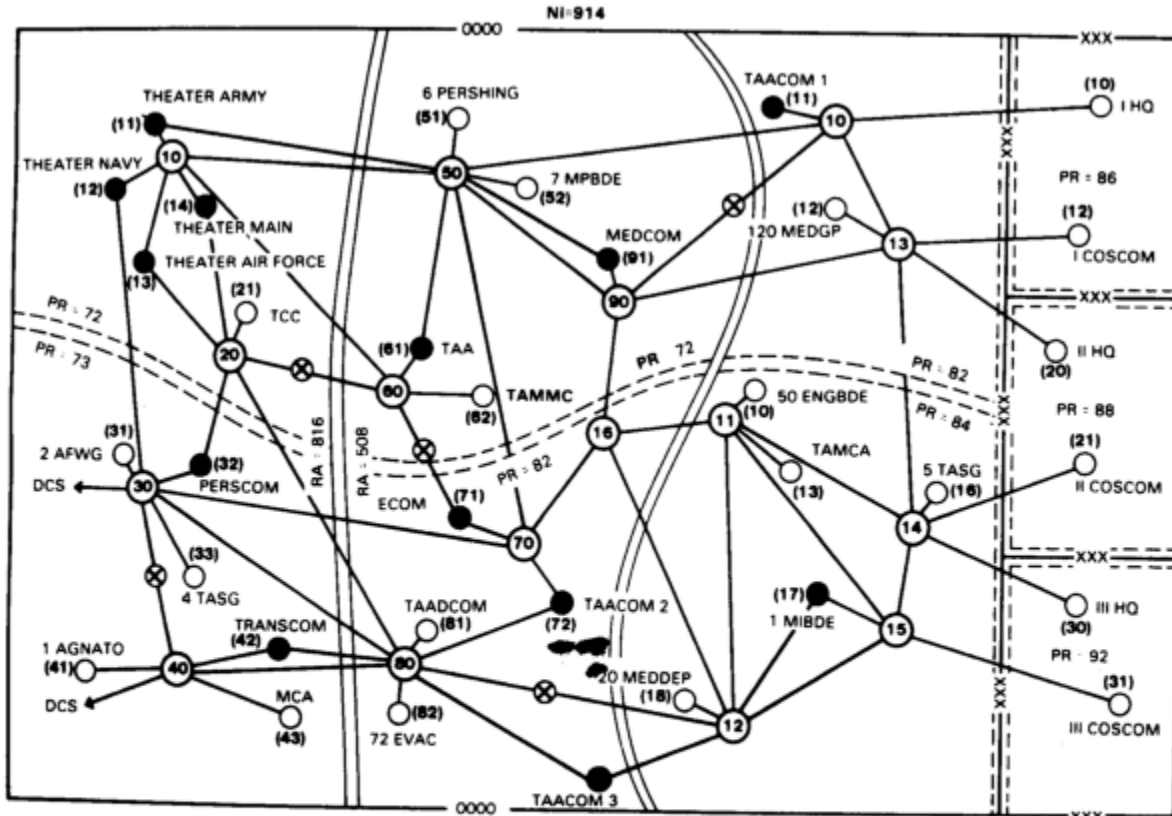 Ni=914
0000
XXX
THEATER ARMY
(11)
6 PERSHING
(51)
TAACOM 1
(11)
10
(10)
I HQ
THEATER NAVY
(12)
10
50
7 MPBDE
(52)
XXX
PR = 86
(14)
THEATER MAIN
(12)
120 MEDGP
13
(12)
I COSCOM
THEATER AIR FORCE
(13)
MEDCOM
(91)
90
XXX
PR = 72
PR = 73
(21)
TCC
20
(61)
TAA
60
TAMMC
(62)
PR 72
PR = 82
PR = 84
II HQ
(20)
50 ENGBDE
(10)
11
16
XXX
PR = 88
(31)
2 AFWG
DCS
30
(32)
PERSCOM
RA = 816
RA = 508
PR = 82
TAMCA
(13)
5 TASG
(16)
14
(21)
II COSCOM
ECOM
(71)
70
XXX
(33)
4 TASG
TAACOM 2
(72)
(17)
1 MIBDE
15
III HQ
(30)
TRANSCOM
(42)
TAADCOM
(81)
80
1 AGNATO
(41)
40
DCS
MCA
(43)
(82)
72 EVAC
20 MEDDEP
(18)
12
PR = 92
XXX
(31)
III COSCOM
TAACOM 3
0000
XXX